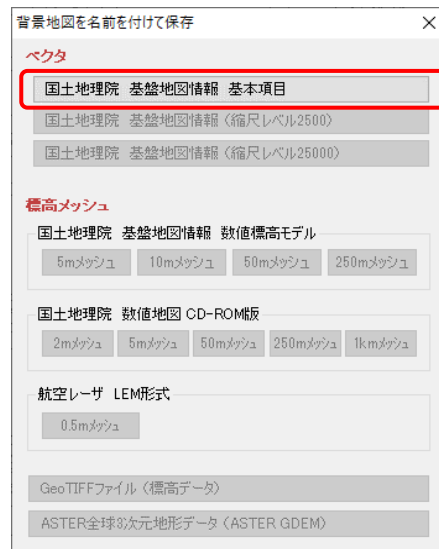 背景地図を名前を付けて保存
ベクタ
国土地理院 基盤地図情報 基本項目
国土地理院 基盤地図情報（縮尺レベル2500）
国土地理院 基盤地図情報（縮尺レベル25000）
標高メッシュ
国土地理院 基盤地図情報 数値標高モデル
5mメッシュ 10mメッシュ 50mメッシュ 250mメッシュ
国土地理院 数値地図 CD-ROM版
2mメッシュ 5mメッシュ 50mメッシュ 250mメッシュ 1kmメッシュ
航空レーザ LEM形式
0.5mメッシュ
GeoTIFFファイル（標高データ）
ASTER全球3次元地形データ（ASTER GDEM）